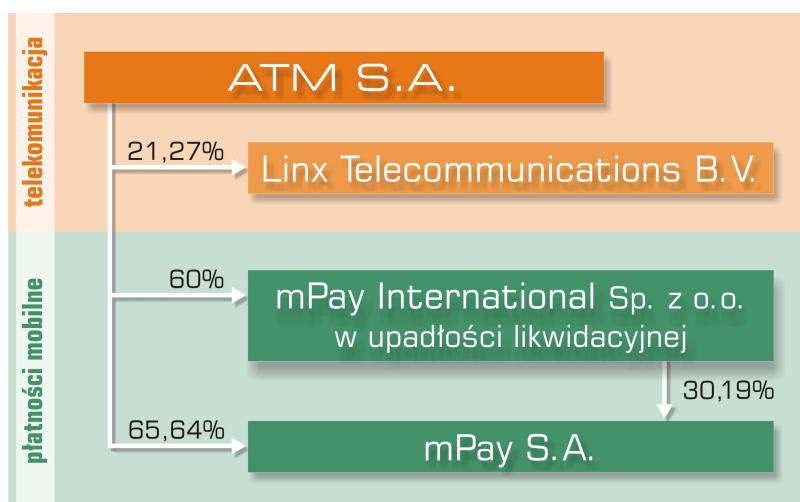 telekomunikacja
ATM S.A.
21,27%
Linx Telecommunications B.V.
płatności mobilne
60%
mPay International Sp. z o.o.
w upadłości likwidacyjnej
30,19%
65,64%
mPay S.A.